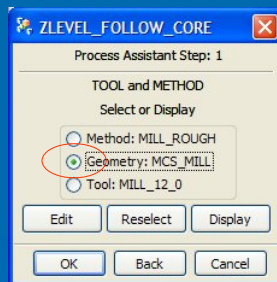 ZLEVEL_FOLLOW_CORE
Process Assistant Step: 1
TOOL and METHOD
Select or Display
Method: MILL_ROUGH
Geometry: MCS_MILL
Tool: MILL_12_0
Edit Reselect Display
OK Back Cancel